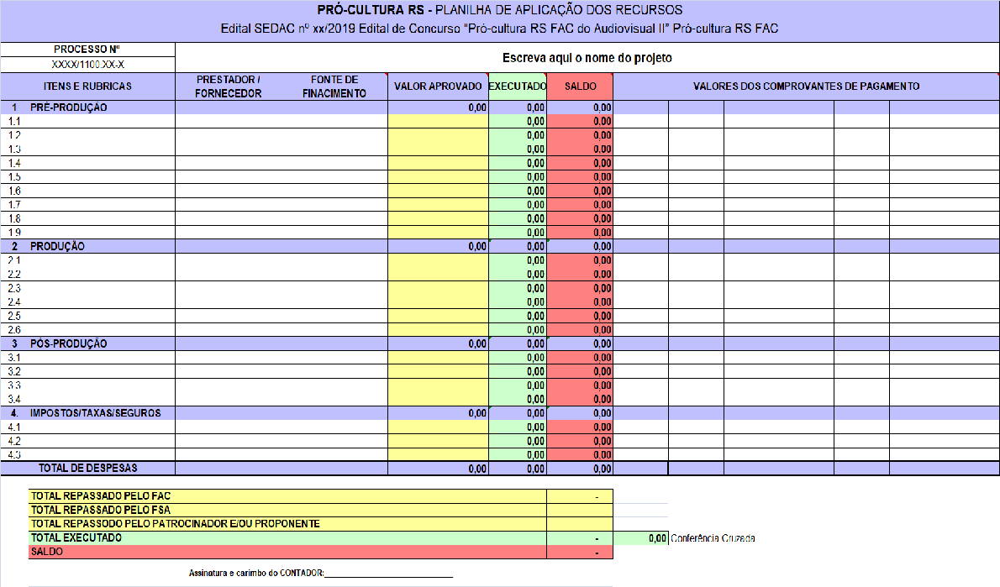 PRÓ-CULTURA RS - PLANILHA DE APLICAÇÃO DOS RECURSOS
Edital SEDAC nº xx/2019 Edital de Concurso “Pró-cultura RS FAC do Audiovisual II” Pró-cultura RS FAC
PROCESSO Nº
XXXX/1100.XX-X
Escreva aqui o nome do projeto
ITENS E RUBRICAS PRESTADOR / FORNECEDOR FONTE DE FINACIMENTO VALOR APROVADO EXECUTADO SALDO VALORES DOS COMPROVANTES DE PAGAMENTO
1 PRÉ-PRODUÇÃO 0,00 0,00 0,00
1.1 0,00 0,00
1.2 0,00 0,00
1.3 0,00 0,00
1.4 0,00 0,00
1.5 0,00 0,00
1.6 0,00 0,00
1.7 0,00 0,00
1.8 0,00 0,00
1.9 0,00 0,00
2 PRODUÇÃO 0,00 0,00 0,00
2.1 0,00 0,00
2.2 0,00 0,00
2.3 0,00 0,00
2.4 0,00 0,00
2.5 0,00 0,00
2.6 0,00 0,00
3 PÓS-PRODUÇÃO 0,00 0,00 0,00
3.1 0,00 0,00
3.2 0,00 0,00
3.3 0,00 0,00
3.4 0,00 0,00
4. IMPOSTOS/TAXAS/SEGUROS 0,00 0,00 0,00
4.1 0,00 0,00
4.2 0,00 0,00
4.3 0,00 0,00
TOTAL DE DESPESAS 0,00 0,00 0,00
TOTAL REPASSADO PELO FAC -
TOTAL REPASSADO PELO FSA
TOTAL REPASSODO PELO PATROCINADOR E/OU PROPONENTE
TOTAL EXECUTADO - 0,00 Conferência Cruzada
SALDO -
Assinatura e carimbo do CONTADOR:___________________________